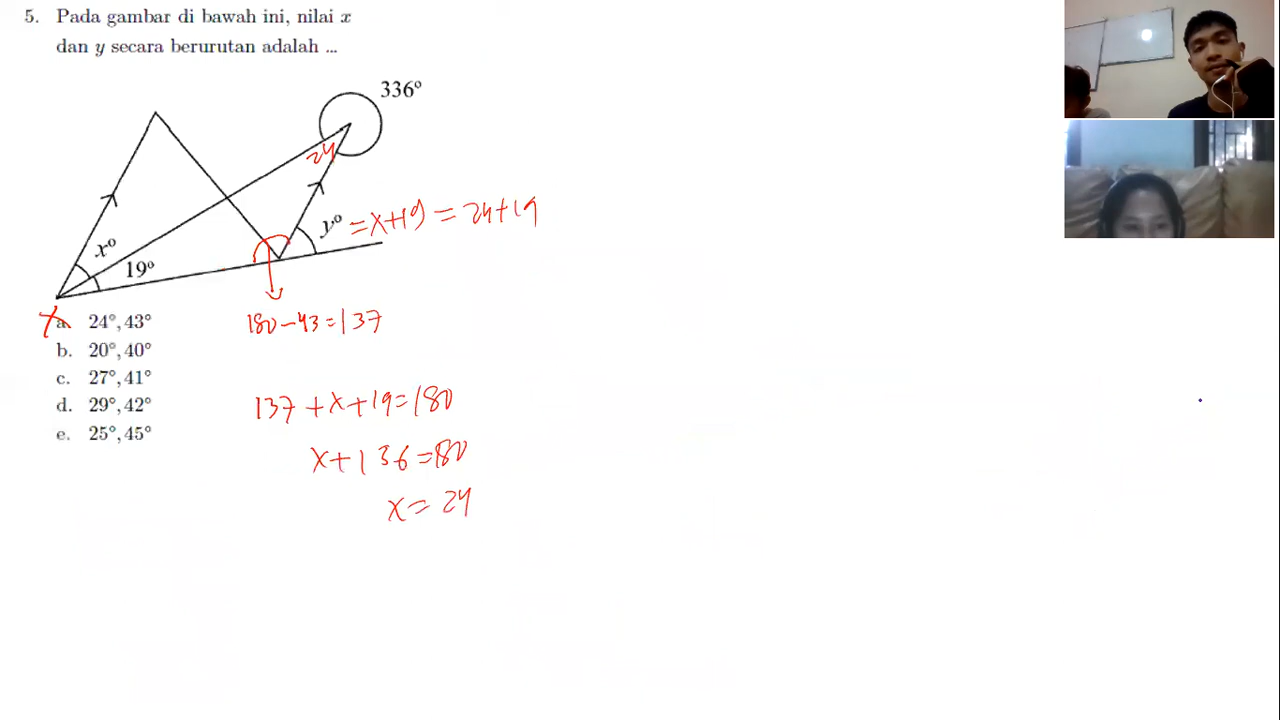 5. Pada gambar di bawah ini, nilai x
dan y secara berurutan adalah ...
336°
24
y° = x+19 = 24+19
x°
19°
a. 24°, 43°
180-43=137
b. 20°, 40°
c. 27°, 41°
d. 29°, 42°
e. 25°, 45°
137 + x + 19 = 180
x + 136 = 180
x = 24